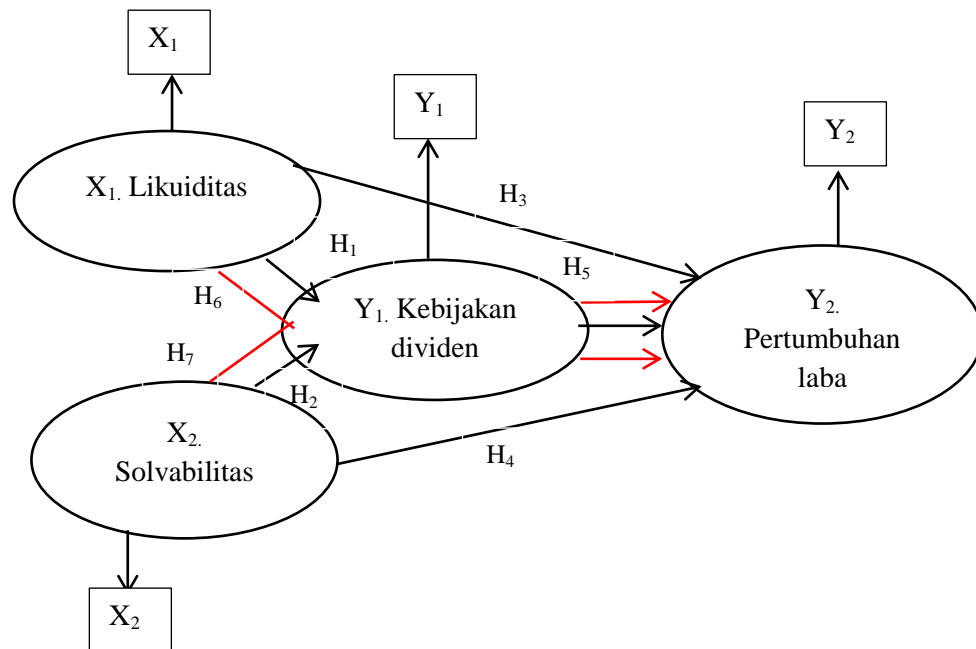 X₁
Y₁
Y₂
X₁. Likuiditas
H₃
H₁
H₅
H₆
Y₁. Kebijakan
dividen
Y₂.
Pertumbuhan
laba
H₇
H₂
X₂.
Solvabilitas
H₄
X₂